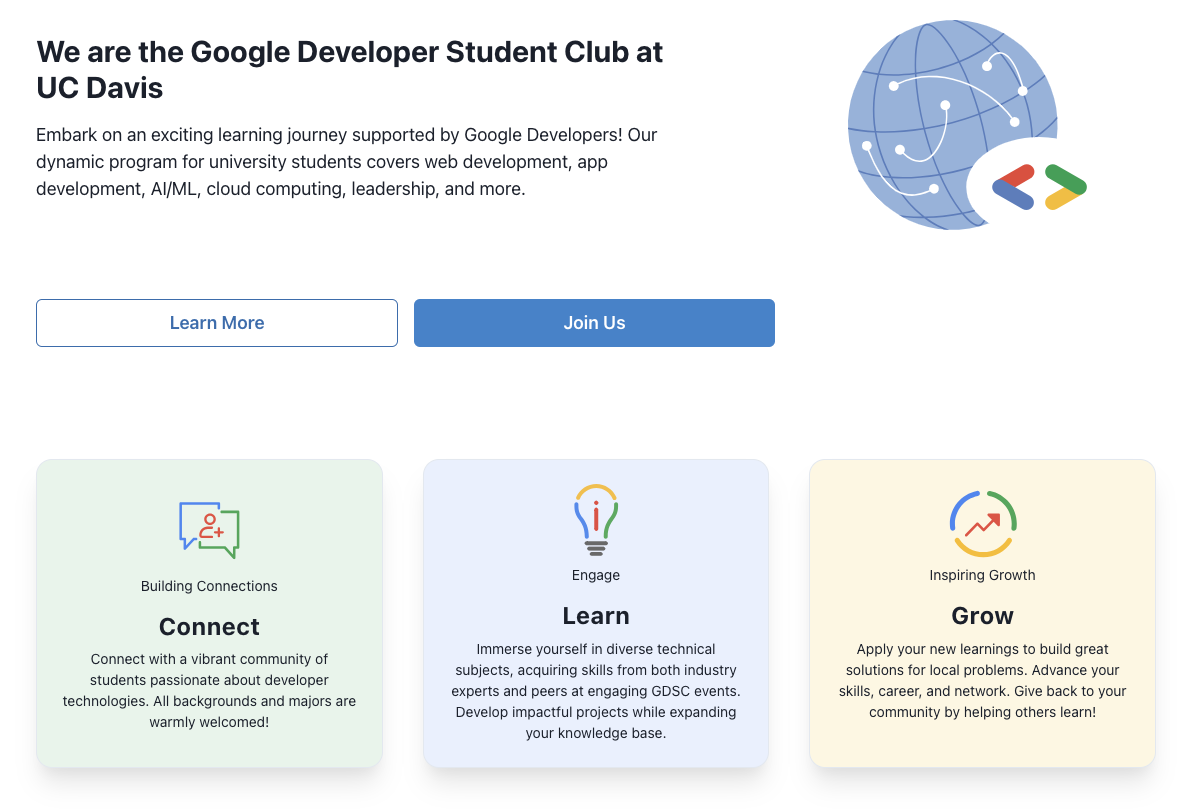 We are the Google Developer Student Club at
UC Davis
Embark on an exciting learning journey supported by Google Developers! Our
dynamic program for university students covers web development, app
development, AI/ML, cloud computing, leadership, and more.
Learn More
Join Us
Building Connections
Connect
Connect with a vibrant community of
students passionate about developer
technologies. All backgrounds and majors are
warmly welcomed!
Engage
Learn
Immerse yourself in diverse technical
subjects, acquiring skills from both industry
experts and peers at engaging GDSC events.
Develop impactful projects while expanding
your knowledge base.
Inspiring Growth
Grow
Apply your new learnings to build great
solutions for local problems. Advance your
skills, career, and network. Give back to your
community by helping others learn!